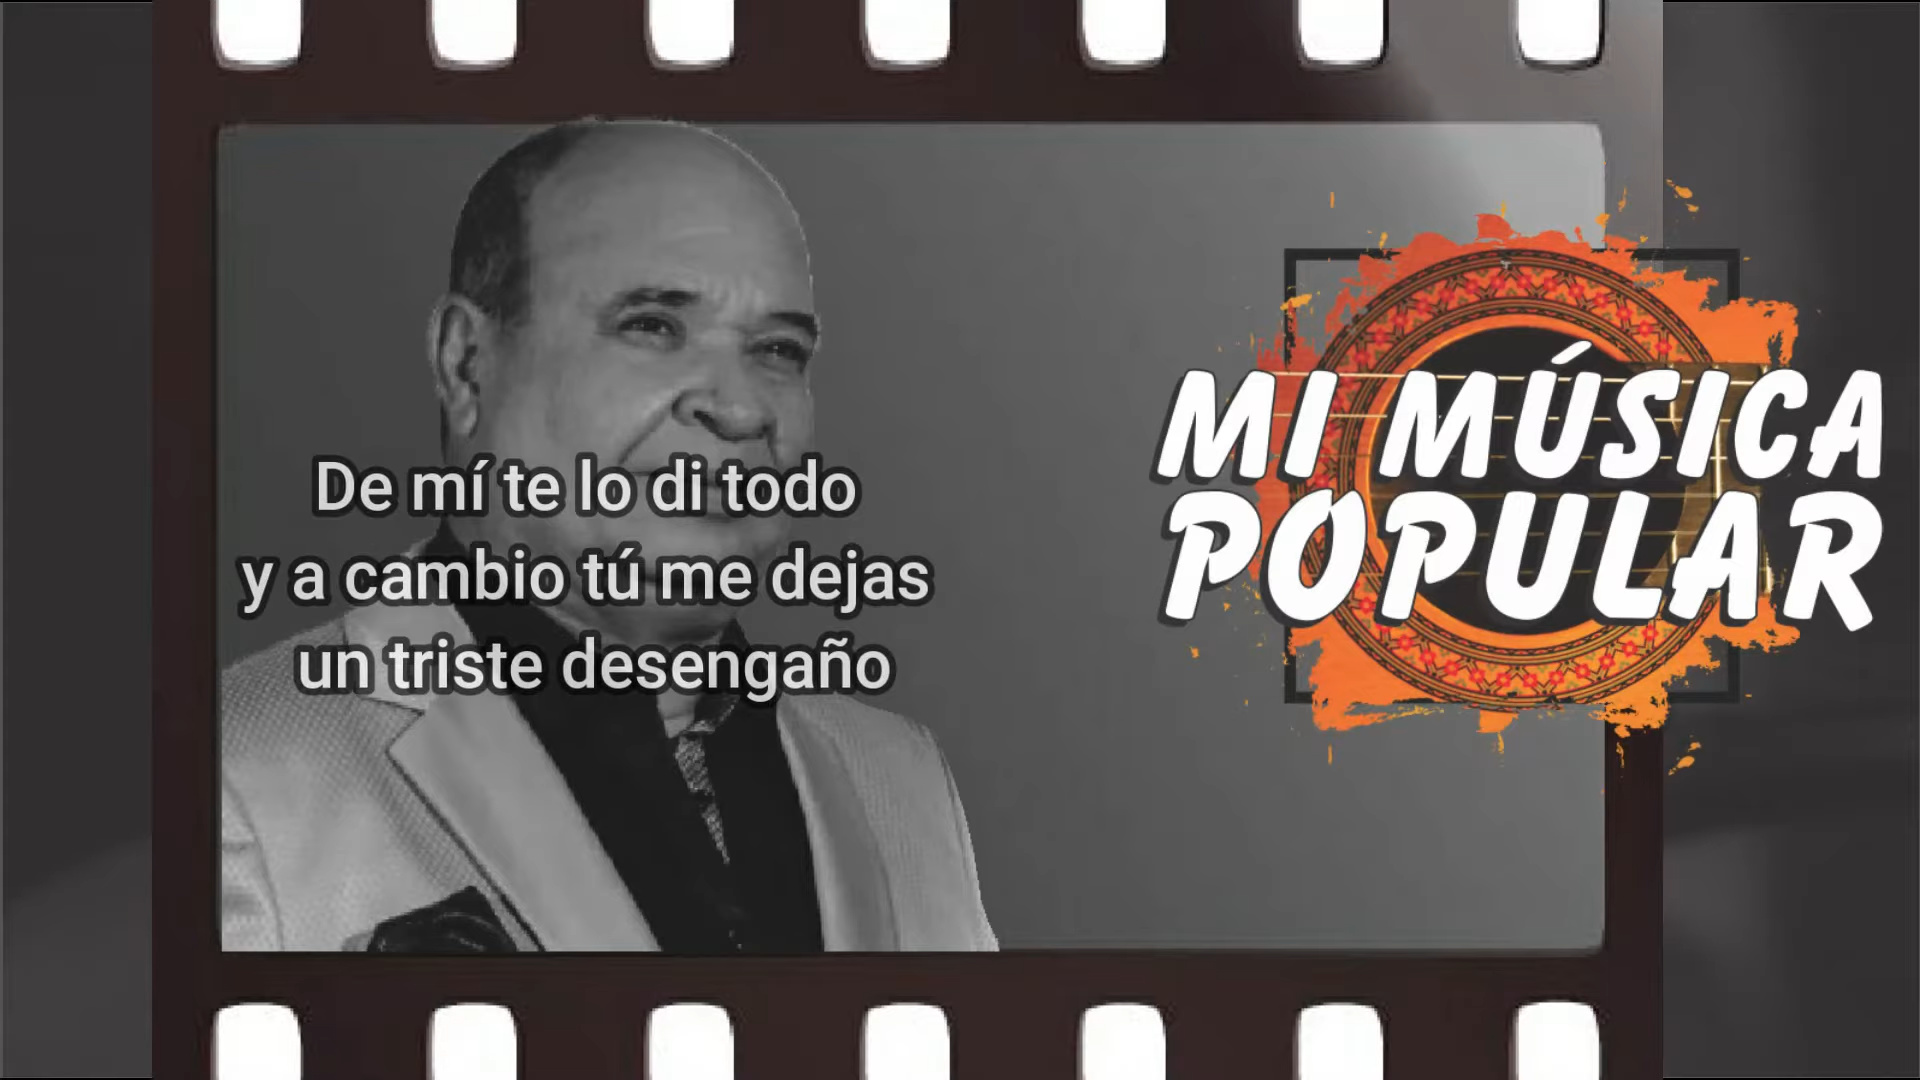 De mí te lo di todo
y a cambio tú me dejas
un triste desengaño
MI MÚSICA
POPULAR